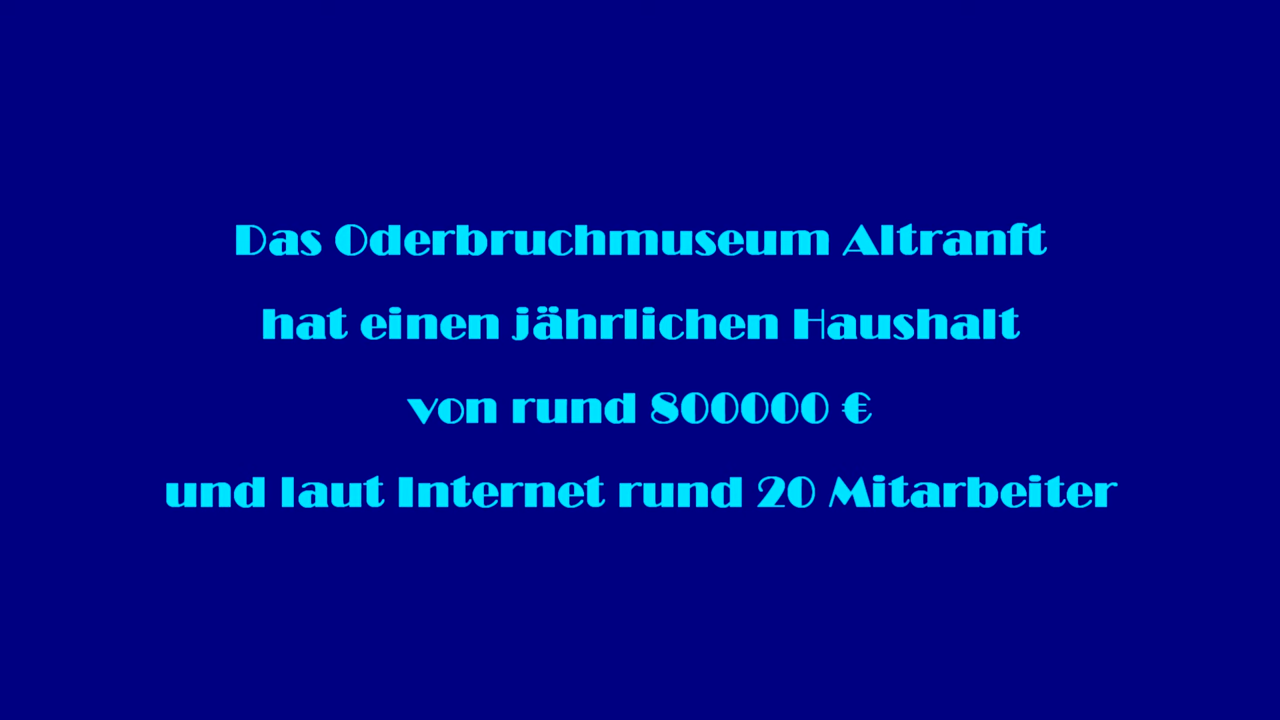 Das Oderbruchmuseum Altranft
hat einen jährlichen Haushalt
von rund 800000 €
und laut Internet rund 20 Mitarbeiter